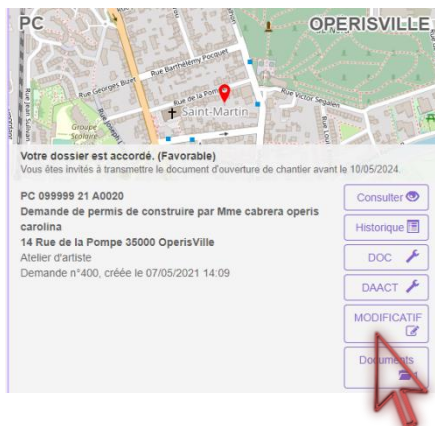 PC
OPERISVILLE
Rue Barthélémy Pocquet
Rue Georges Bizet
Rue de la Pom
Rue Victor Segalen
Saint-Martin
Groupe
Scolaire
Votre dossier est accordé. (Favorable)
Vous êtes invités à transmettre le document d'ouverture de chantier avant le 10/05/2024.
PC 099999 21 A0020
Demande de permis de construire par Mme cabrera operis
carolina
14 Rue de la Pompe 35000 OperisVille
Atelier d'artiste
Demande n°400, créée le 07/05/2021 14:09
Consulter
Historique
DOC
DAACT
MODIFICATIF
Documents